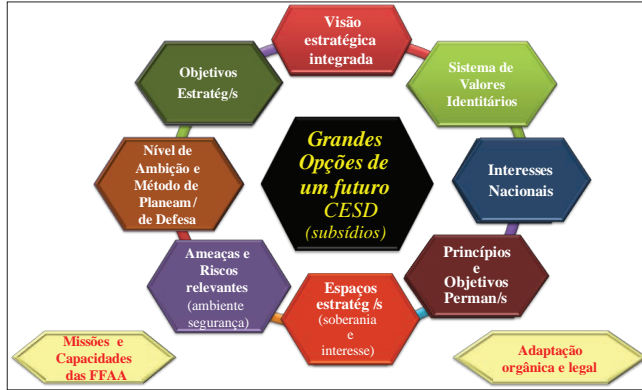 Visão
estratégica
integrada
Sistema de
Valores
Identitários
Interesses
Nacionais
Princípios
e
Objetivos
Perman/s
Espaços
estratég /s
(soberania
e
interesse)
Ameaças e
Riscos
relevantes
(ambiente
segurança)
Nível de
Ambição e
Método de
Planeam/
de Defesa
Objetivos
Estratég/s
Grandes
Opções de
um futuro
CESD
(subsídios)
Missões e
Capacidades
das FFAA
Adaptação
orgânica e legal